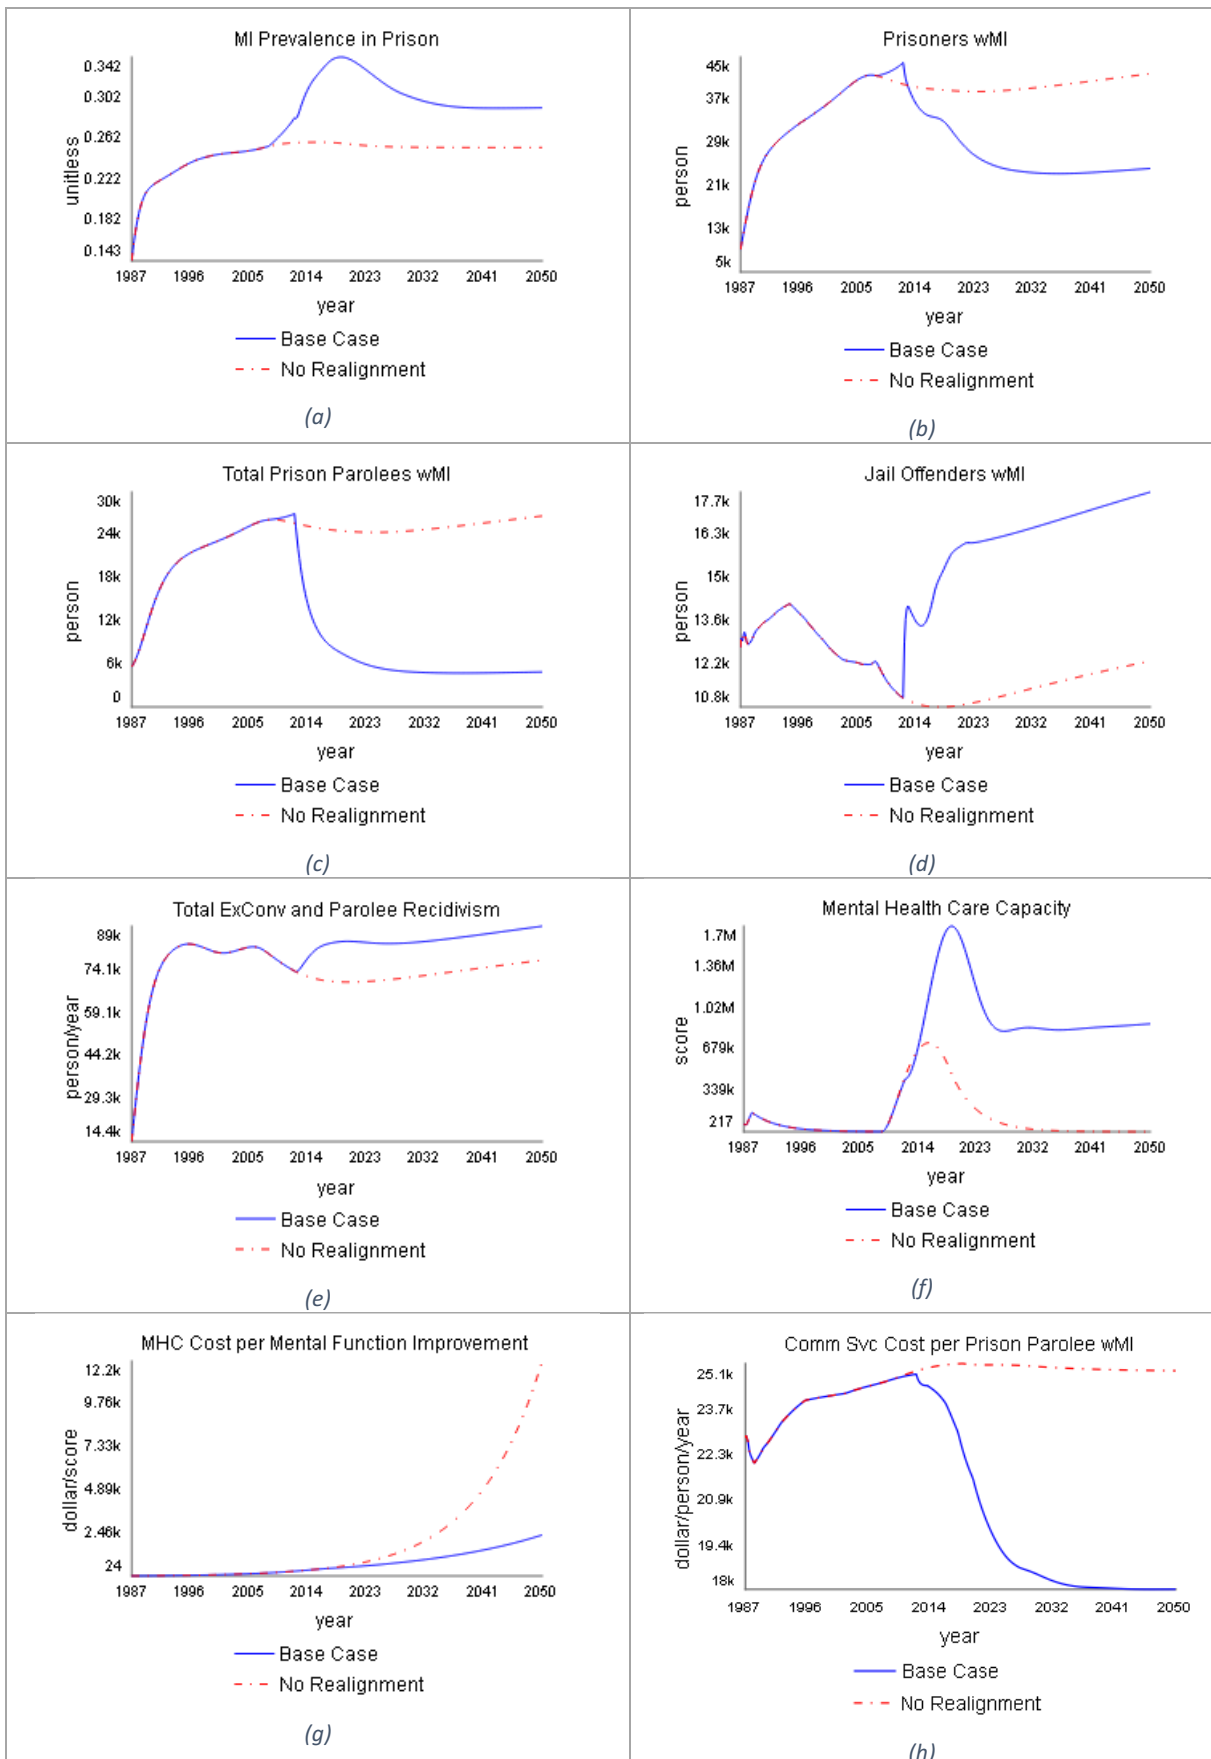 MI Prevalence in Prison
0.342
0.302
0.262
0.222
0.182
0.143
unitless
1987 1996 2005 2014 2023 2032 2041 2050
year
Base Case
No Realignment
(a)
Prisoners wMI
45k
37k
29k
21k
13k
5k
person
1987 1996 2005 2014 2023 2032 2041 2050
year
Base Case
No Realignment
(b)
Total Prison Parolees wMI
30k
24k
18k
12k
6k
0
person
1987 1996 2005 2014 2023 2032 2041 2050
year
Base Case
No Realignment
(c)
Jail Offenders wMI
17.7k
16.3k
15k
13.6k
12.2k
10.8k
person
1987 1996 2005 2014 2023 2032 2041 2050
year
Base Case
No Realignment
(d)
Total ExConv and Parolee Recidivism
89k
74.1k
59.1k
44.2k
29.3k
14.4k
person/year
1987 1996 2005 2014 2023 2032 2041 2050
year
Base Case
No Realignment
(e)
Mental Health Care Capacity
1.7M
1.36M
1.02M
679k
339k
217
score
1987 1996 2005 2014 2023 2032 2041 2050
year
Base Case
No Realignment
(f)
MHC Cost per Mental Function Improvement
12.2k
9.76k
7.33k
4.89k
2.46k
24
dollar/score
1987 1996 2005 2014 2023 2032 2041 2050
year
Base Case
No Realignment
(g)
Comm Svc Cost per Prison Parolee wMI
25.1k
23.7k
22.3k
20.9k
19.4k
18k
dollar/person/year
1987 1996 2005 2014 2023 2032 2041 2050
year
Base Case
No Realignment
(h)